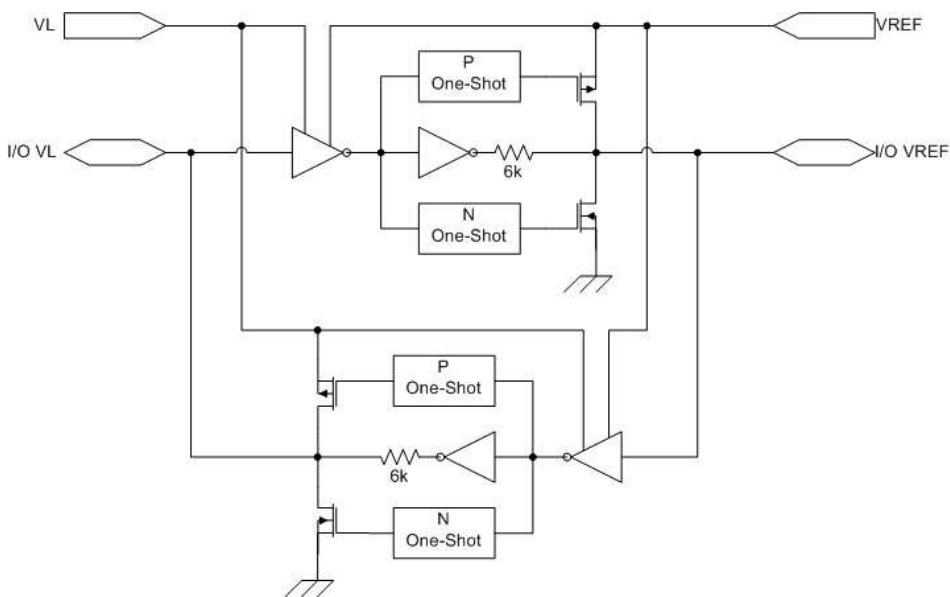 VL
VREF
P
One-Shot
I/O VL
I/O VREF
6k
N
One-Shot
P
One-Shot
6k
N
One-Shot